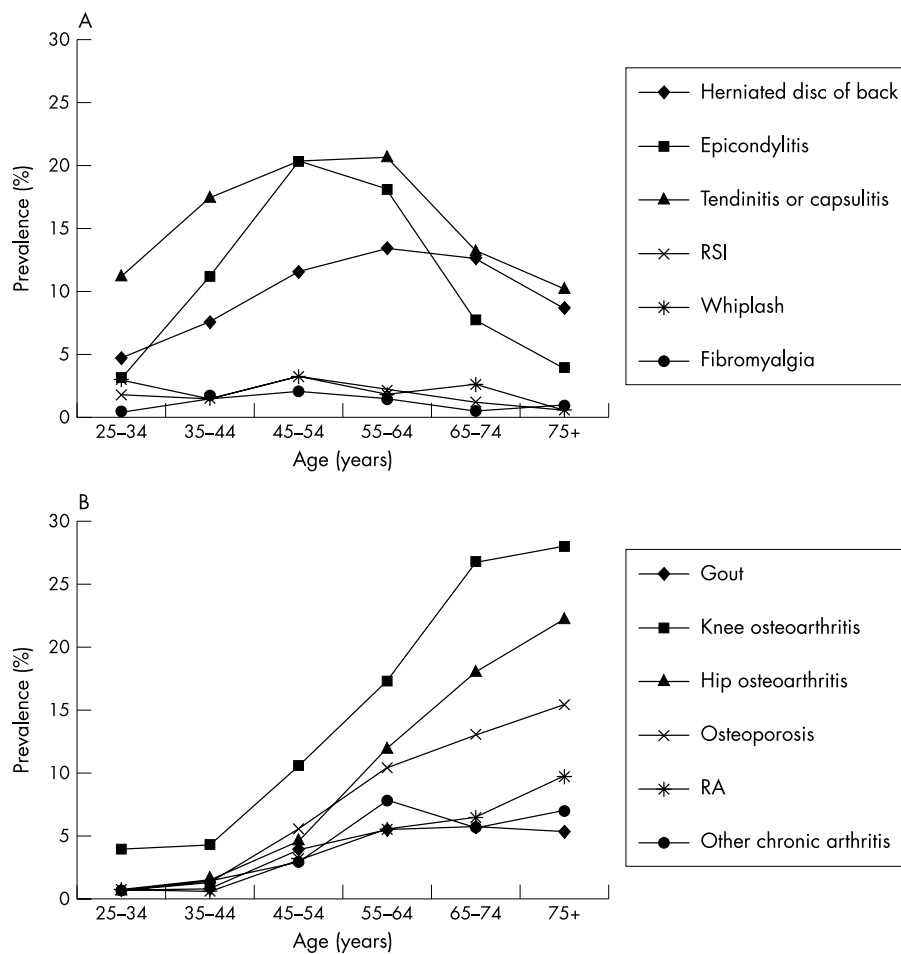 A
30
25
20
15
10
5
0
Prevalence (%)
25–34 35–44 45–54 55–64 65–74 75+
Age (years)
Herniated disc of back
Epicondylitis
Tendinitis or capsulitis
RSI
Whiplash
Fibromyalgia
B
30
25
20
15
10
5
0
Prevalence (%)
25–34 35–44 45–54 55–64 65–74 75+
Age (years)
Gout
Knee osteoarthritis
Hip osteoarthritis
Osteoporosis
RA
Other chronic arthritis